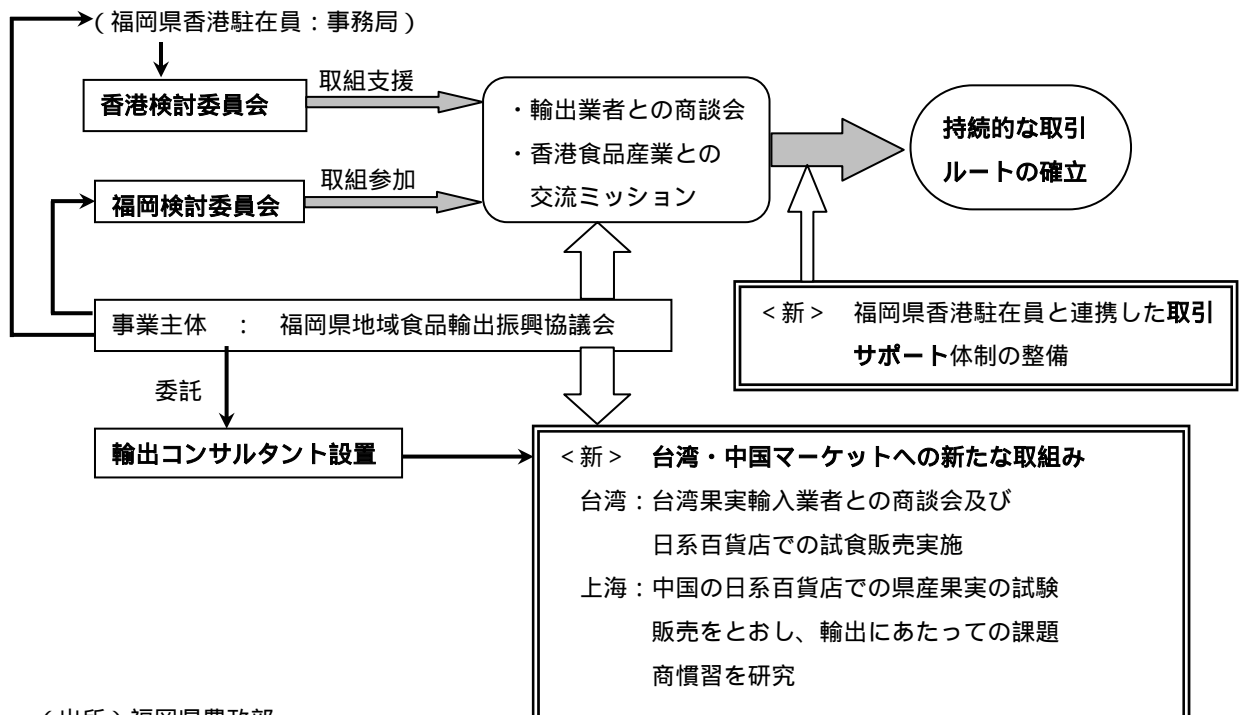 (福岡県香港駐在員：事務局)
香港検討委員会
取組支援
・輸出業者との商談会
・香港食品産業との
交流ミッション
持続的な取引
ルートの確立
福岡検討委員会
取組参加
事業主体 ： 福岡県地域食品輸出振興協議会
<新> 福岡県香港駐在員と連携した取引
サポート体制の整備
委託
輸出コンサルタント設置
<新> 台湾・中国マーケットへの新たな取組み
台湾：台湾果実輸入業者との商談会及び
日系百貨店での試食販売実施
上海：中国の日系百貨店での県産果実の試験
販売をとおし、輸出にあたっての課題
商慣習を研究
(出所)福岡県農政部